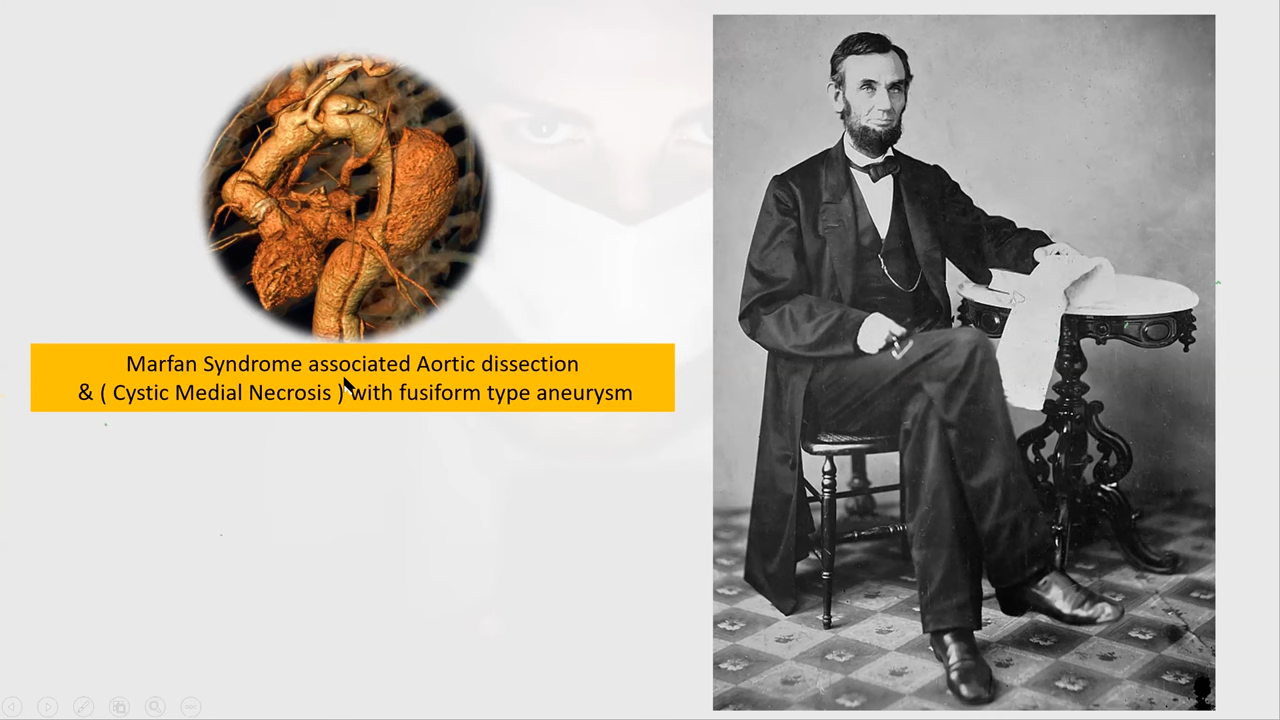 Marfan Syndrome associated Aortic dissection
& ( Cystic Medial Necrosis ) with fusiform type aneurysm